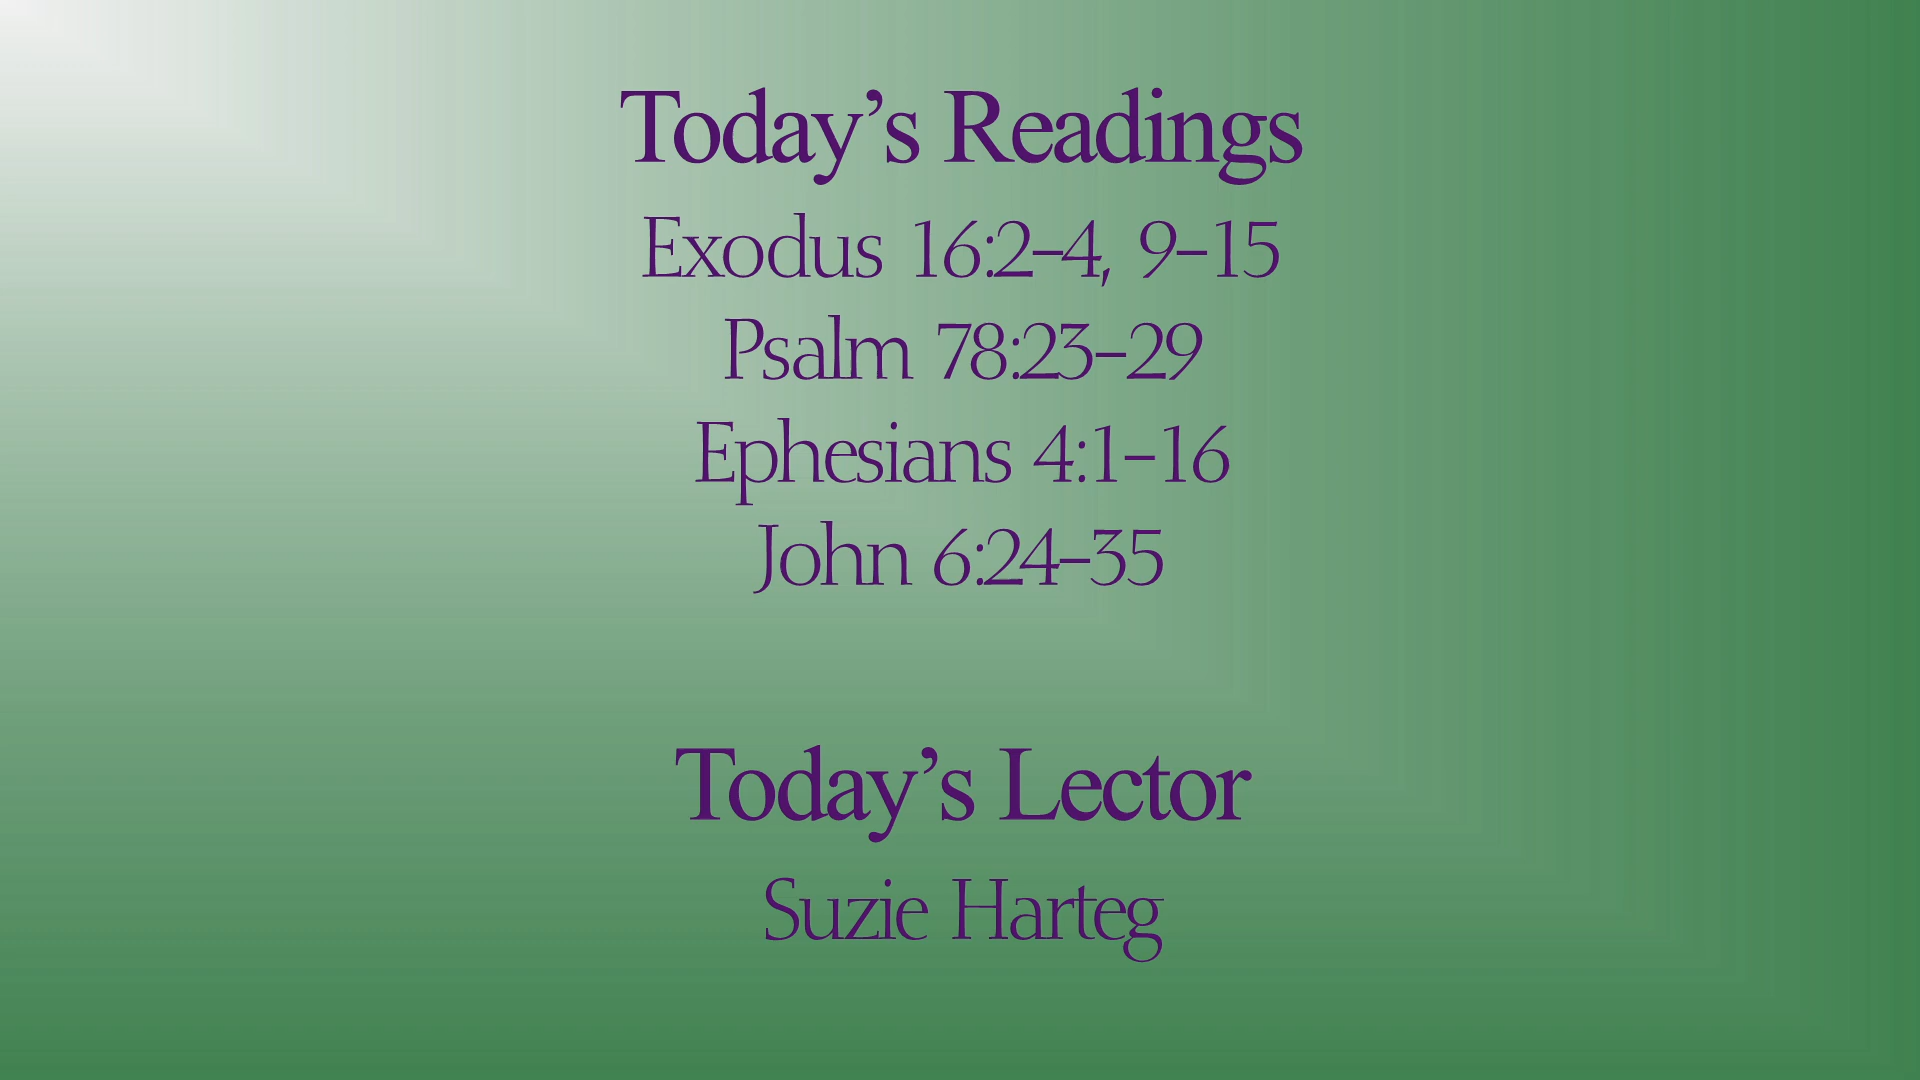 Today’s Readings
Exodus 16:2–4, 9–15
Psalm 78:23–29
Ephesians 4:1–16
John 6:24–35
Today’s Lector
Suzie Harteg